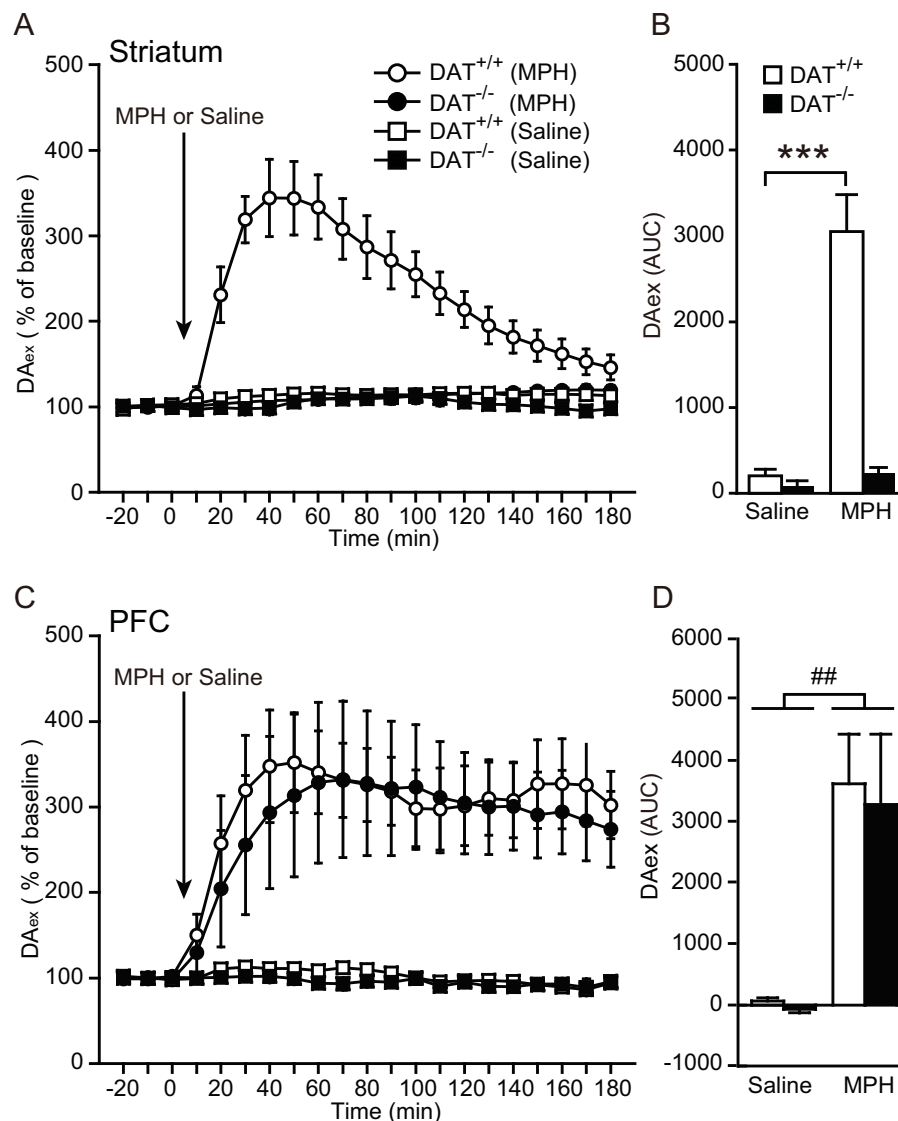 A
Striatum
500
400
300
200
100
0
DAex ( % of baseline )
MPH or Saline
DAT+/+ (MPH)
DAT-/- (MPH)
DAT+/+ (Saline)
DAT-/- (Saline)
-20 0 20 40 60 80 100 120 140 160 180
Time (min)
B
5000
4000
3000
2000
1000
0
DAex (AUC)
DAT+/+
DAT-/-
***
Saline MPH
C
PFC
500
400
300
200
100
0
DAex ( % of baseline )
MPH or Saline
-20 0 20 40 60 80 100 120 140 160 180
Time (min)
D
6000
5000
4000
3000
2000
1000
0
-1000
DAex (AUC)
##
Saline MPH